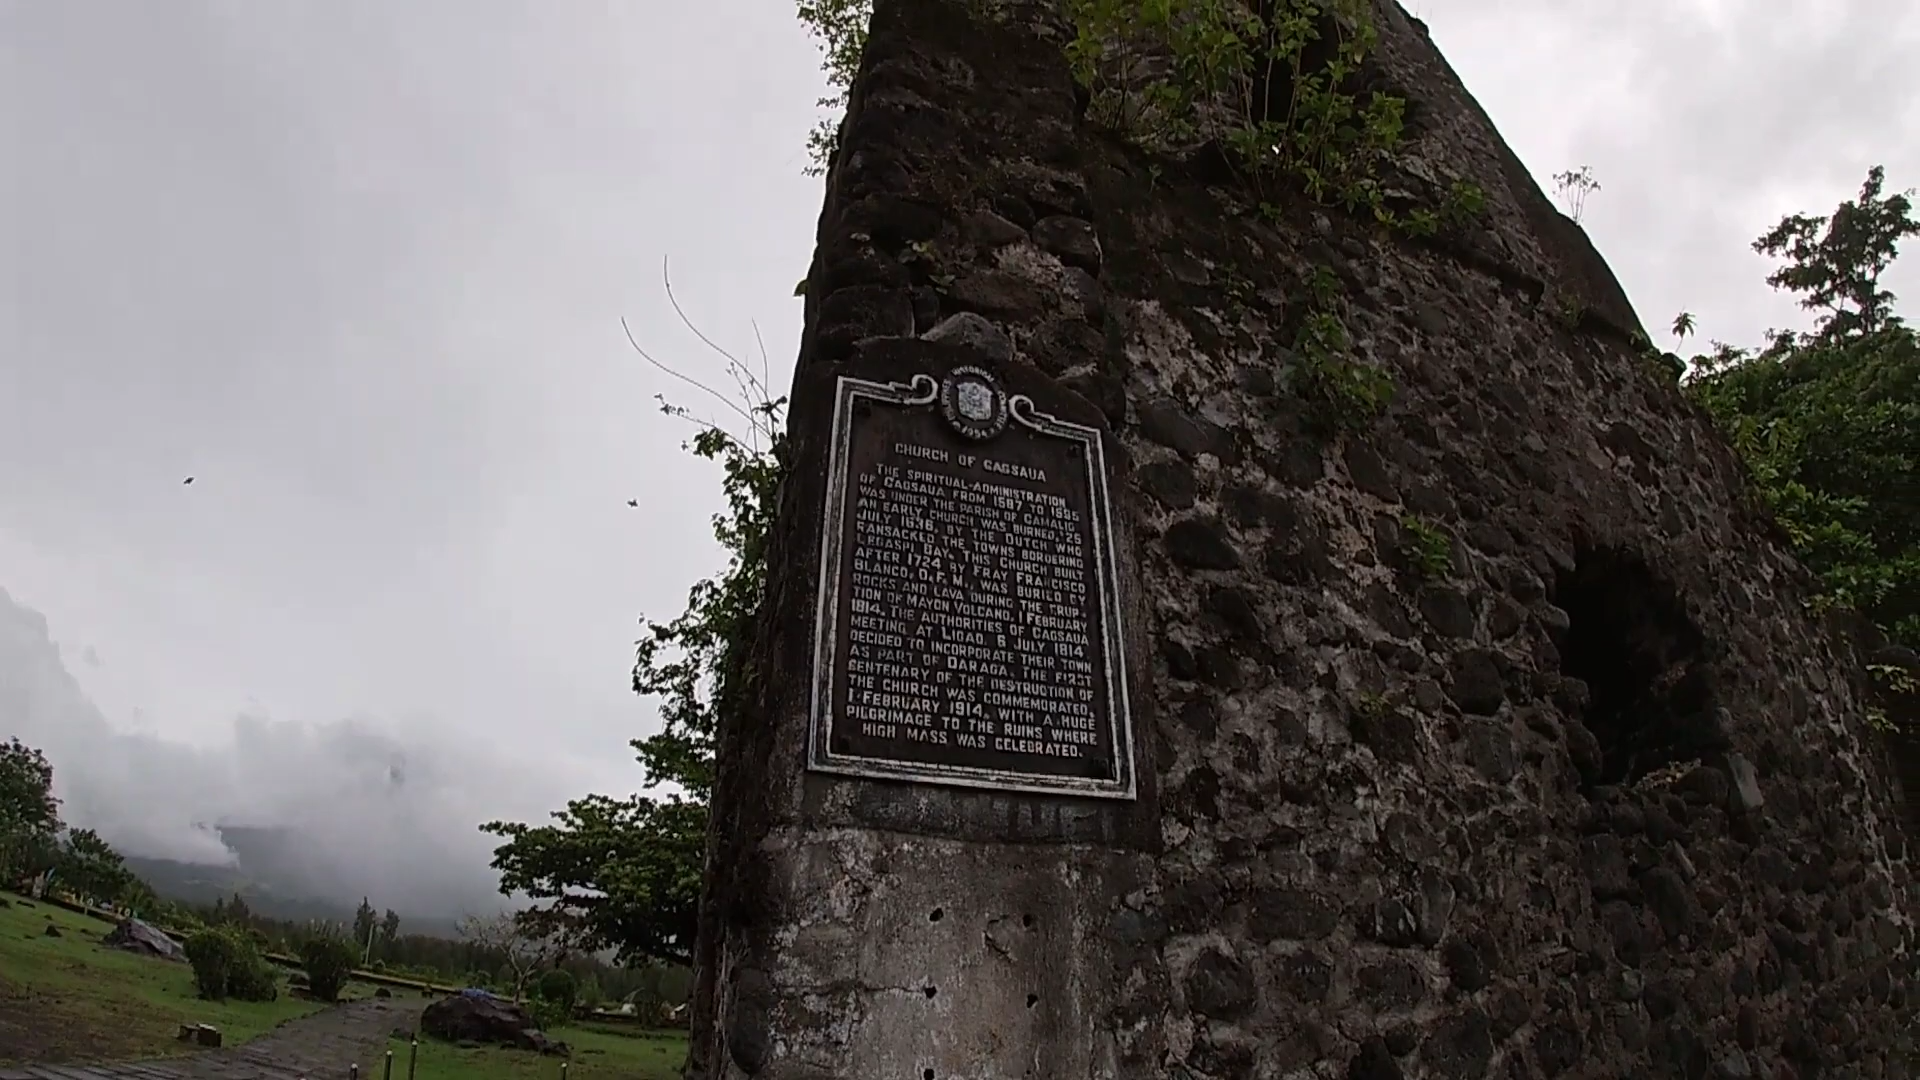 1954
CHURCH OF CAGSAUA
THE SPIRITUAL-ADMINISTRATION
OF CAGSAUA FROM 1587 TO 1595
WAS UNDER THE PARISH OF CAMALIG.
AN EARLY CHURCH WAS BURNED, 25
JULY 1636, BY THE DUTCH WHO
RANSACKED THE TOWNS BORDERING
LEGASPI BAY. THIS CHURCH BUILT
AFTER 1724 BY FRAY FRANCISCO
BLANCO, O.F.M., WAS BURIED BY
ROCKS AND LAVA DURING THE ERUP-
TION OF MAYON VOLCANO, 1 FEBRUARY
1814. THE AUTHORITIES OF CAGSAUA
MEETING AT LIGAO, 6 JULY 1814,
DECIDED TO INCORPORATE THEIR TOWN
AS PART OF DARAGA. THE FIRST
CENTENARY OF THE DESTRUCTION OF
THE CHURCH WAS COMMEMORATED,
1 FEBRUARY 1914, WITH A HUGE
PILGRIMAGE TO THE RUINS WHERE
HIGH MASS WAS CELEBRATED.